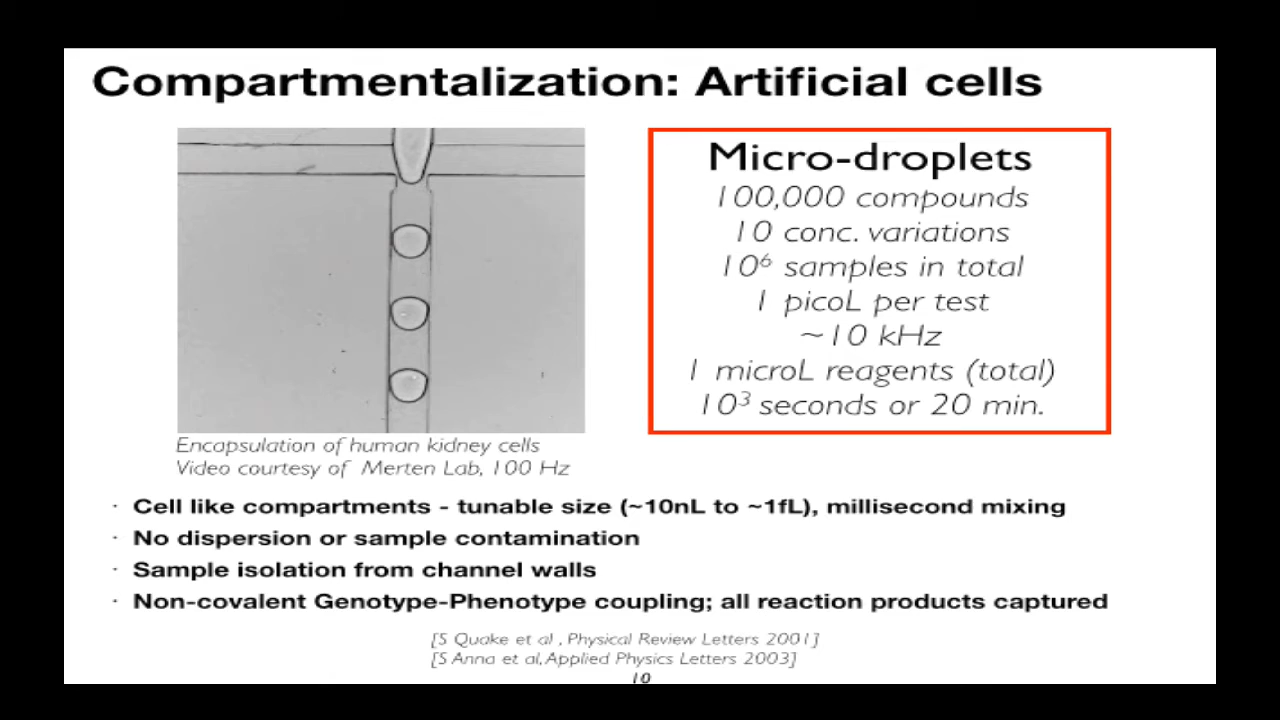 Compartmentalization: Artificial cells
Micro-droplets
100,000 compounds
10 conc. variations
10⁶ samples in total
1 picoL per test
~10 kHz
1 microL reagents (total)
10³ seconds or 20 min.
Encapsulation of human kidney cells
Video courtesy of Merten Lab, 100 Hz
· Cell like compartments - tunable size (~10nL to ~1fL), millisecond mixing
· No dispersion or sample contamination
· Sample isolation from channel walls
· Non-covalent Genotype-Phenotype coupling; all reaction products captured
[S Quake et al , Physical Review Letters 2001]
[S Anna et al, Applied Physics Letters 2003]
10